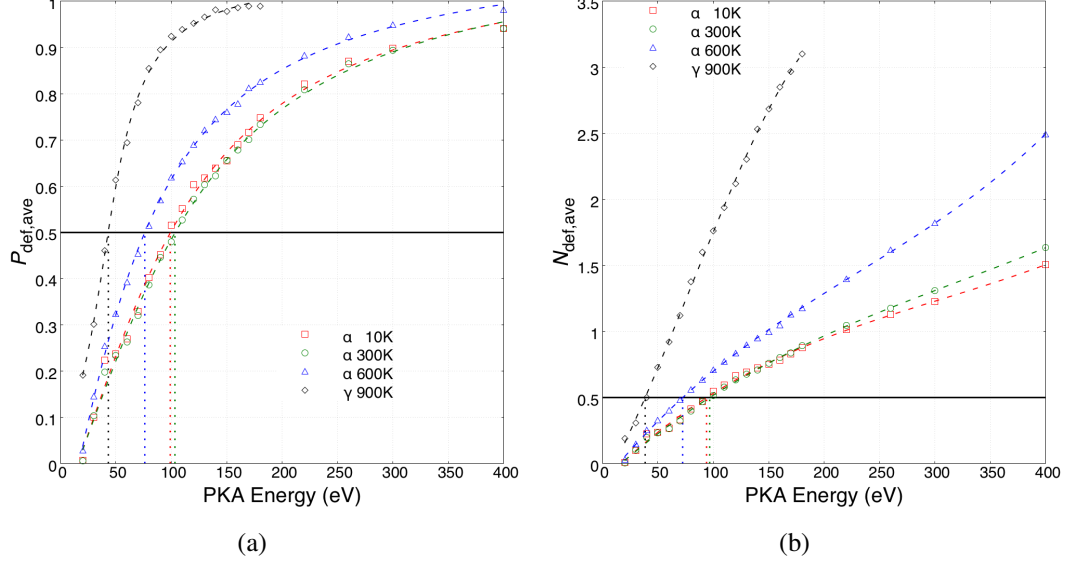 1
0.9
0.8
0.7
0.6
0.5
0.4
0.3
0.2
0.1
0
P def,ave
α 10K
α 300K
α 600K
γ 900K
0 50 100 150 200 250 300 350 400
PKA Energy (eV)
(a)
3.5
3
2.5
2
1.5
1
0.5
0
N def,ave
α 10K
α 300K
α 600K
γ 900K
0 50 100 150 200 250 300 350 400
PKA Energy (eV)
(b)